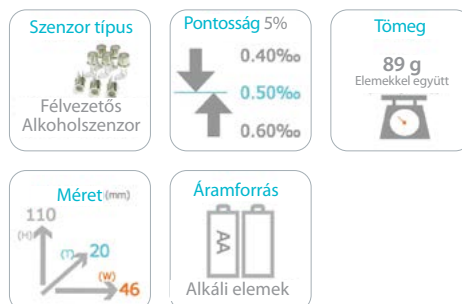 Szenzor típus
Félvezetős
Alkoholszenzor
Pontosság 5%
0.40‰
0.50‰
0.60‰
Tömeg
89 g
Elemekkel együtt
Méret (mm)
110
(H)
(T) 20
(W) 46
Áramforrás
AA
Alkáli elemek